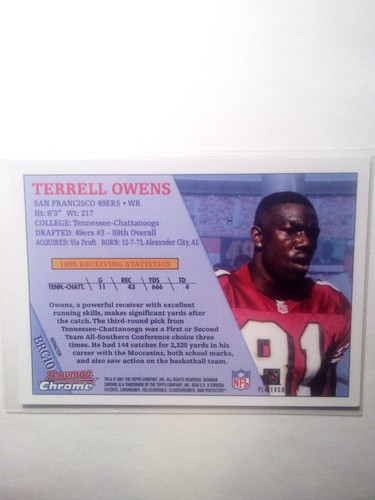 TERRELL OWENS
SAN FRANCISCO 49ERS • WR
Ht: 6'3" Wt: 217
COLLEGE: Tennessee-Chattanooga
DRAFTED: 49ers #3 – 89th Overall
ACQUIRED: Via Draft BORN: 12-7-73, Alexander City, AL
1995 RECEIVING STATISTICS
G REC YDS TD
TENN.-CHATT. 11 43 666 4
Owens, a powerful receiver with excellent
running skills, makes significant yards after
the catch. The third-round pick from
Tennessee-Chattanooga was a First or Second
Team All-Southern Conference choice three
times. He had 144 catches for 2,320 yards in his
career with the Moccasins, both school marks,
and also saw action on the basketball team.
BRC10
Bowman
Chrome
81
NFL
PLAYERS